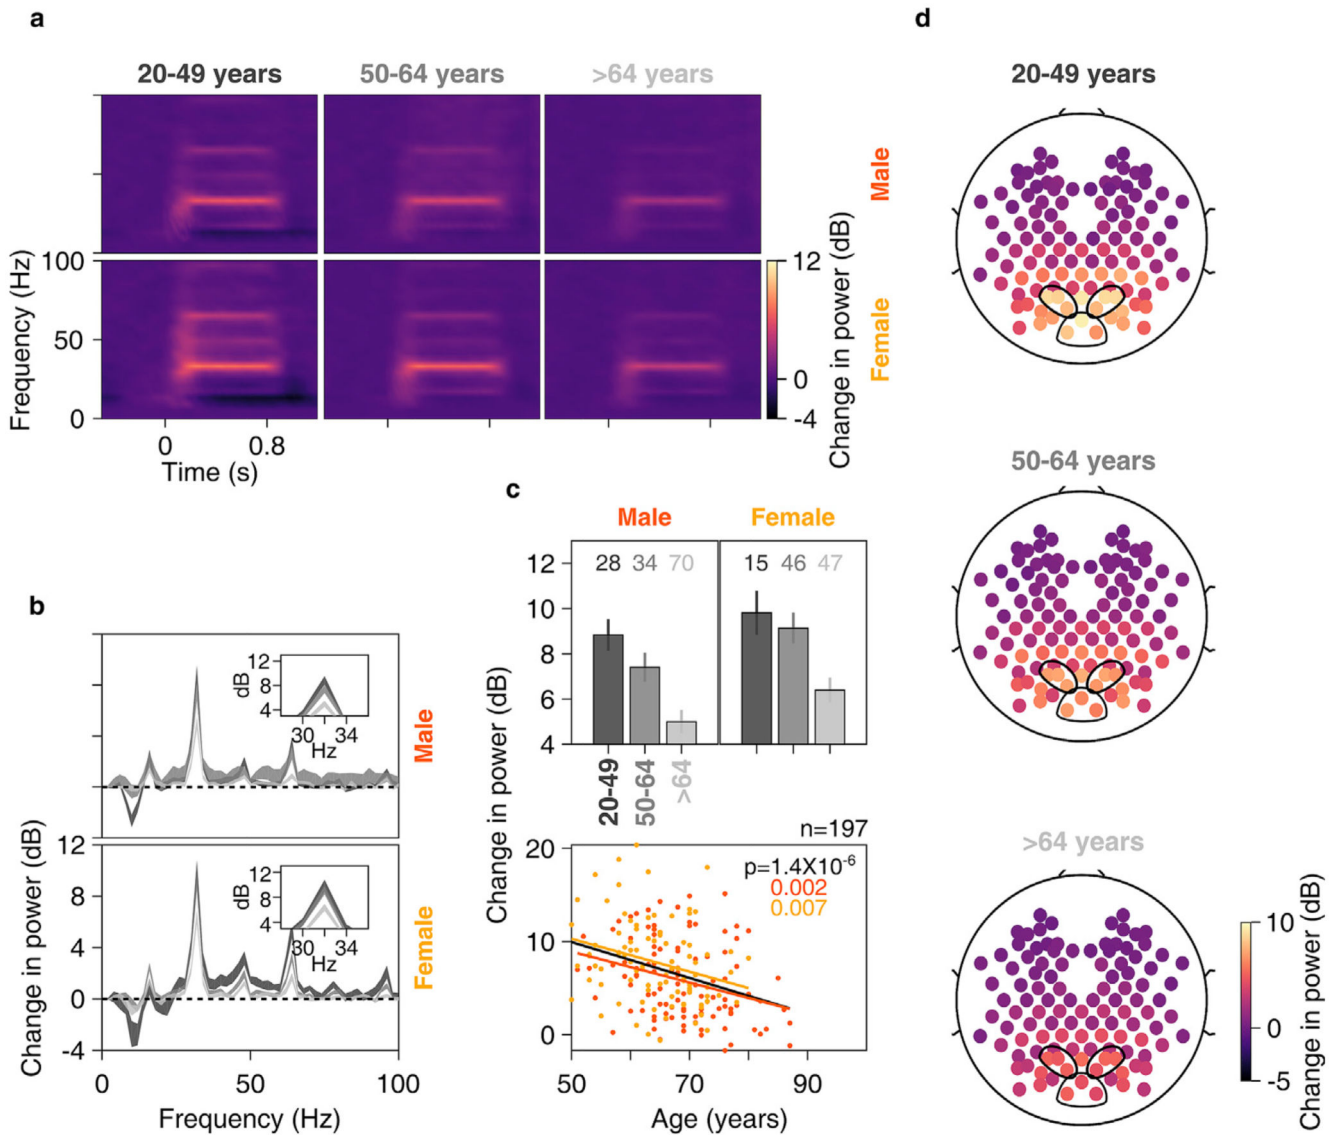 a
20-49 years
50-64 years
>64 years
Male
Female
Frequency (Hz)
100
50
0
0
0.8
Time (s)
12
0
-4
Change in power (dB)
b
Male
12
8
4
dB
30
34
Hz
Female
12
8
4
0
-4
12
8
4
dB
30
34
Hz
Change in power (dB)
0
50
100
Frequency (Hz)
c
Male
Female
28 34 70
15 46 47
12
10
8
6
4
20-49
50-64
>64
Change in power (dB)
n=197
p=1.4X10-6
0.002
0.007
20
10
0
50
70
90
Age (years)
d
20-49 years
50-64 years
>64 years
10
0
-5
Change in power (dB)